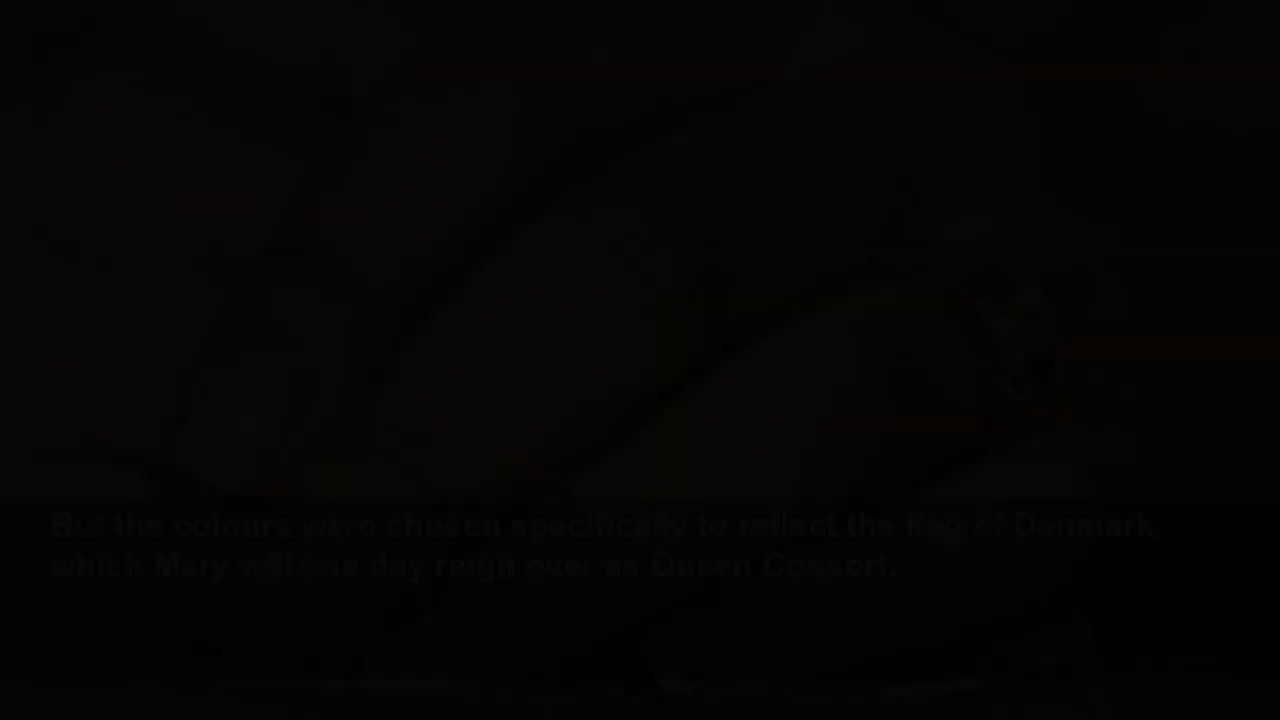 But the colours were chosen specifically to reflect the flag of Denmark,
which Mary will one day reign over as Queen Consort.